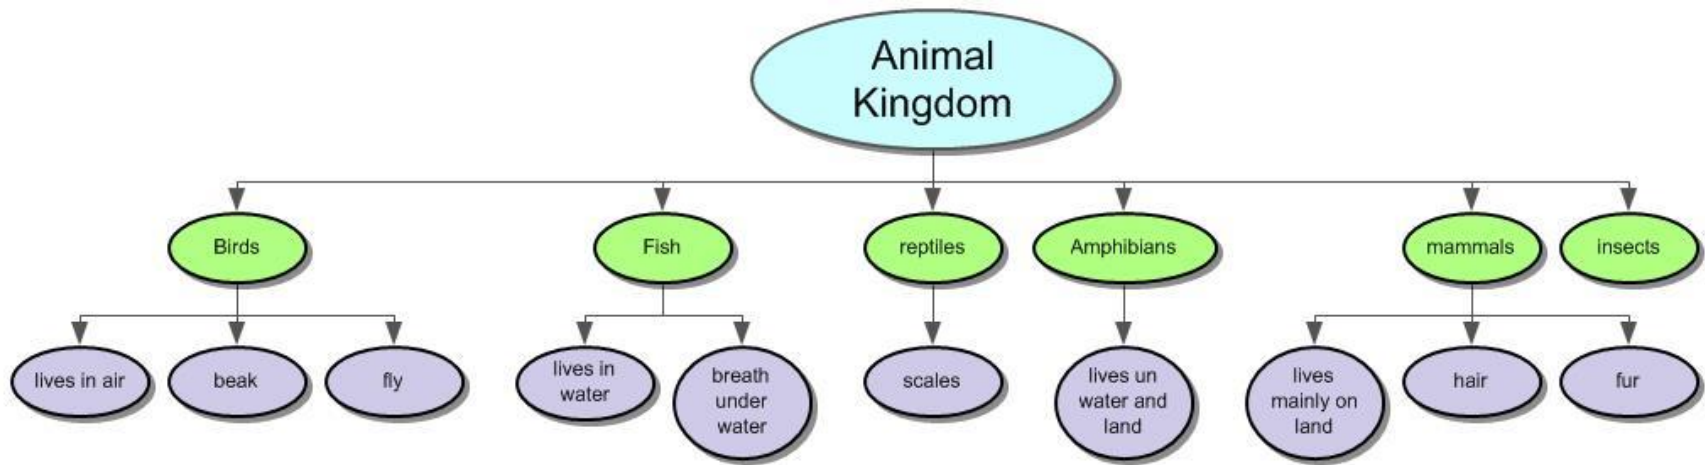 Animal
Kingdom
Birds
Fish
reptiles
Amphibians
mammals
insects
lives in air
beak
fly
lives in
water
breath
under
water
scales
lives un
water and
land
lives
mainly on
land
hair
fur